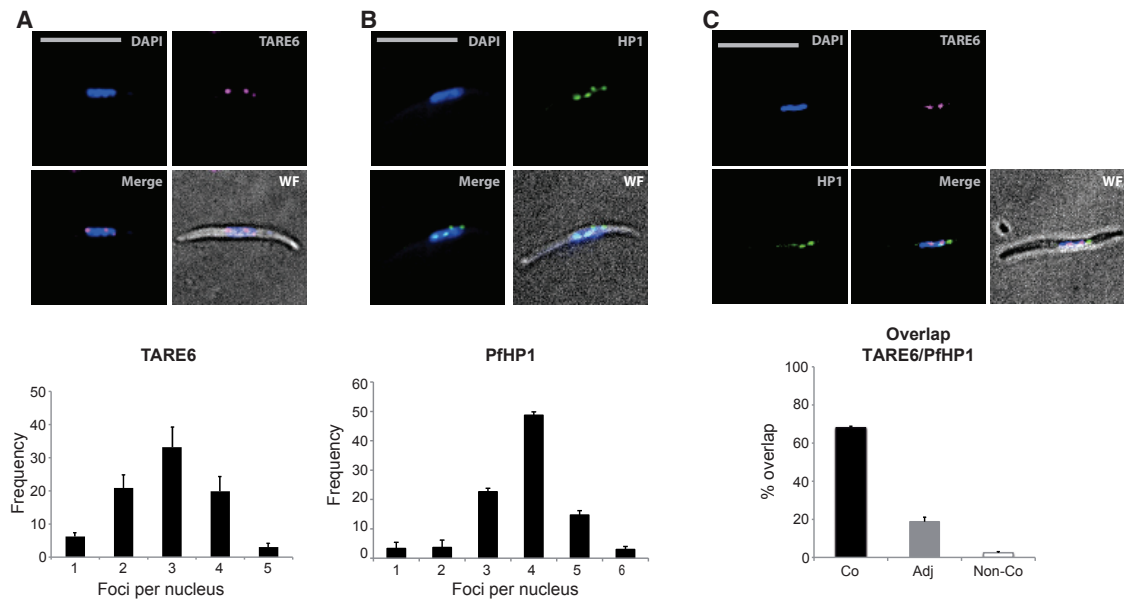 A
DAPI
TARE6
Merge
WF
TARE6
50
40
30
20
10
0
Frequency
1 2 3 4 5
Foci per nucleus
B
DAPI
HP1
Merge
WF
PfHP1
60
50
40
30
20
10
0
Frequency
1 2 3 4 5 6
Foci per nucleus
C
DAPI
TARE6
HP1
Merge
WF
Overlap
TARE6/PfHP1
100
80
60
40
20
0
% overlap
Co Adj Non-Co